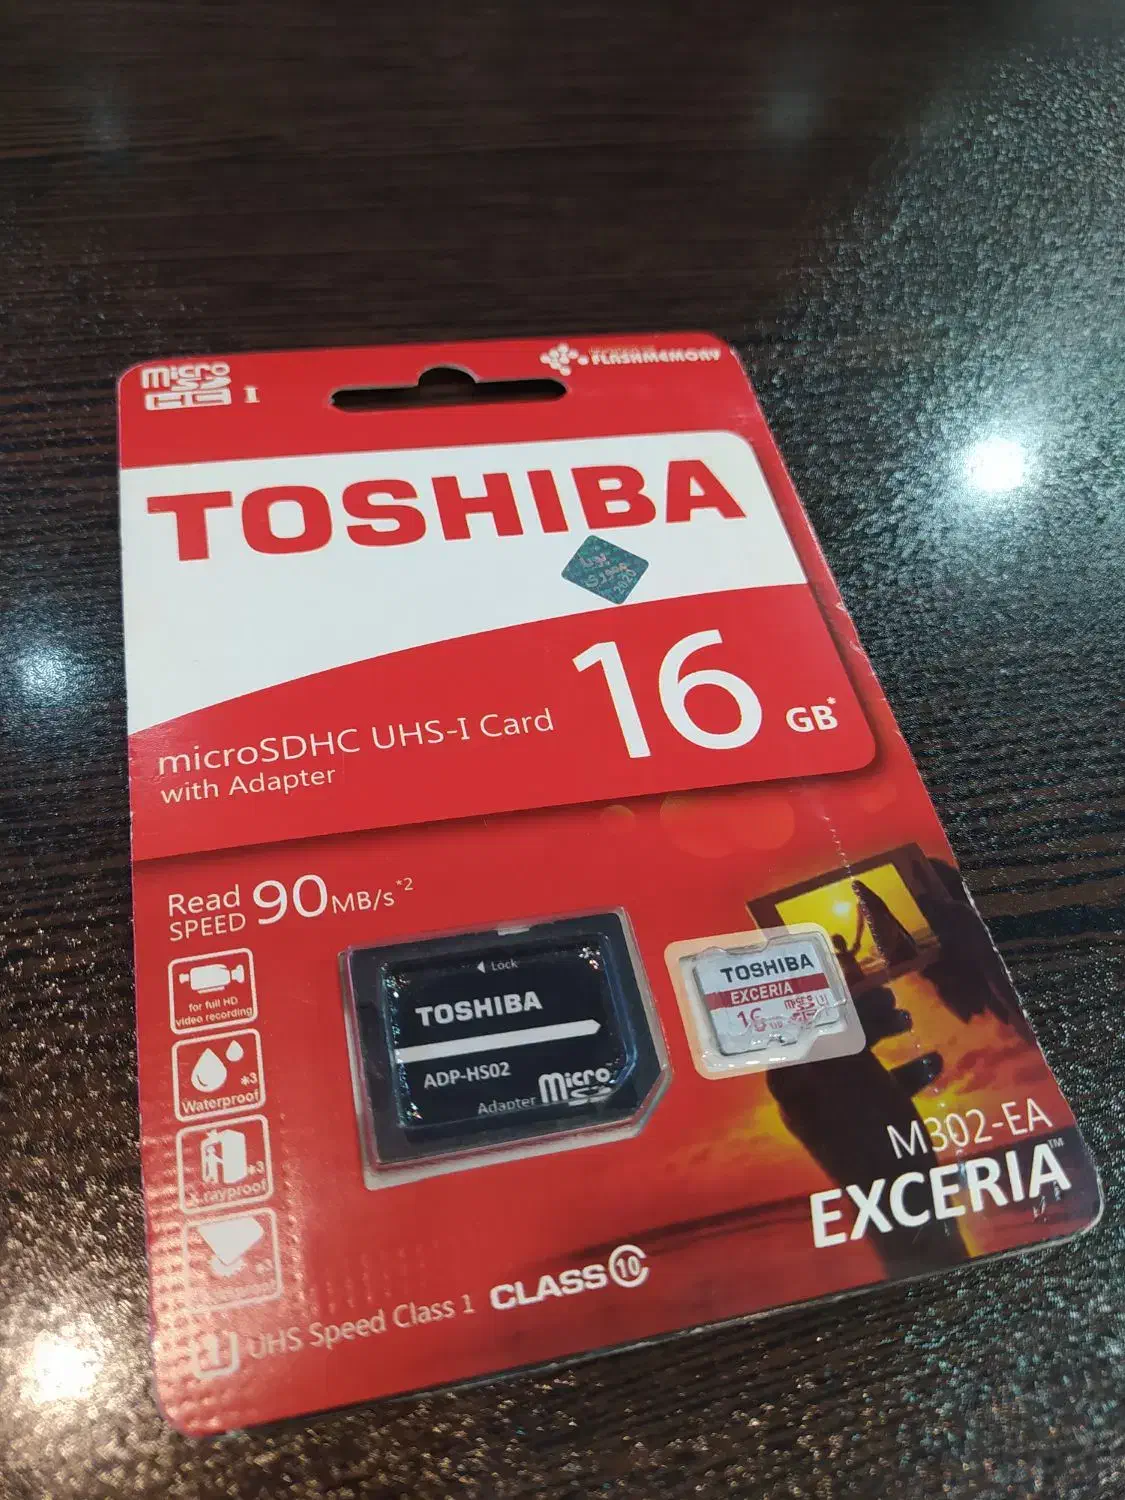 micro SD HC I
FLASHMEMORY
TOSHIBA
2020
16 GB*
microSDHC UHS-I Card
with Adapter
Read SPEED 90MB/s*2
for full HD
video recording
*3
Waterproof
*3
X-rayproof
Lock
TOSHIBA
ADP-HS02
Adapter Micro SD
TOSHIBA
EXCERIA
16
M302-EA
EXCERIA™
CLASS 10
1 UHS Speed Class 1